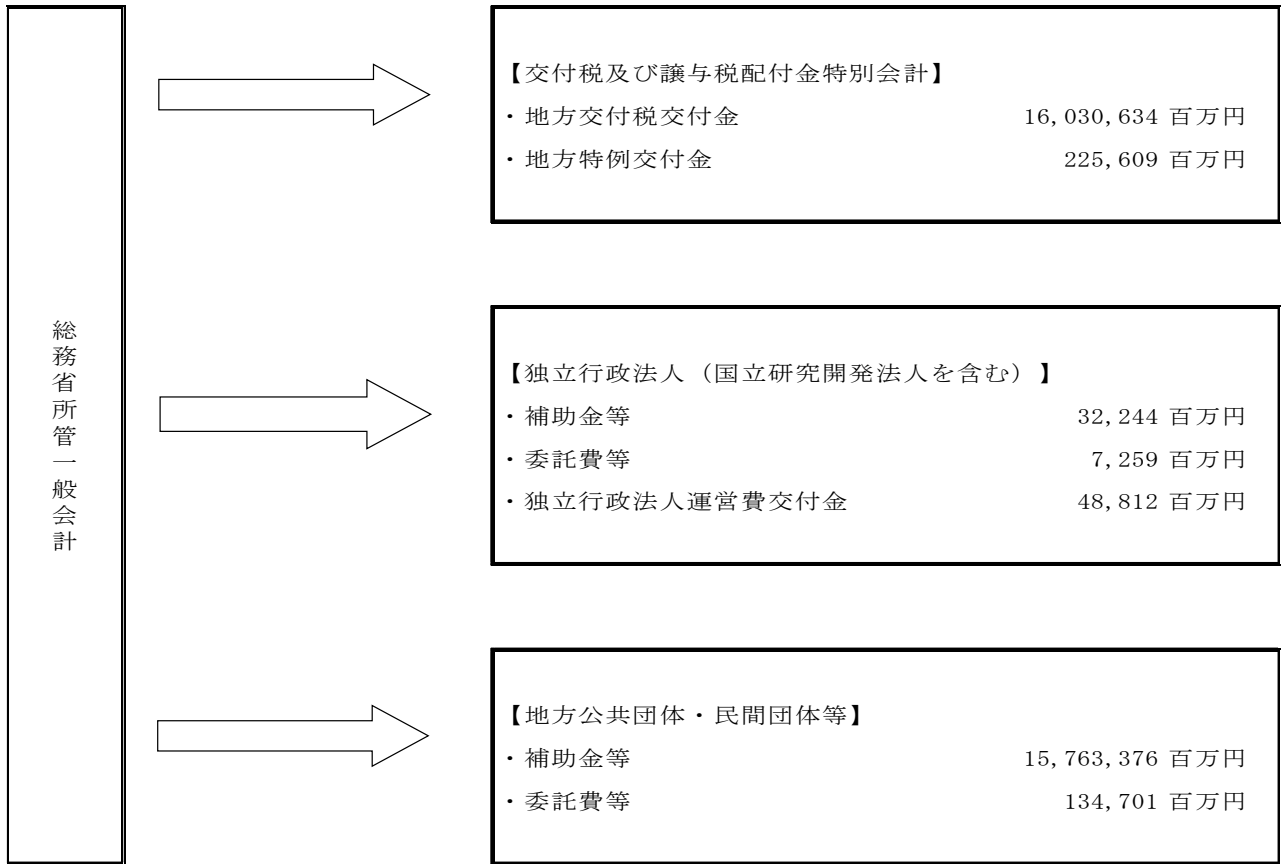 総務省所管一般会計
【交付税及び譲与税配付金特別会計】
・地方交付税交付金 16,030,634 百万円
・地方特例交付金 225,609 百万円
【独立行政法人（国立研究開発法人を含む）】
・補助金等 32,244 百万円
・委託費等 7,259 百万円
・独立行政法人運営費交付金 48,812 百万円
【地方公共団体・民間団体等】
・補助金等 15,763,376 百万円
・委託費等 134,701 百万円